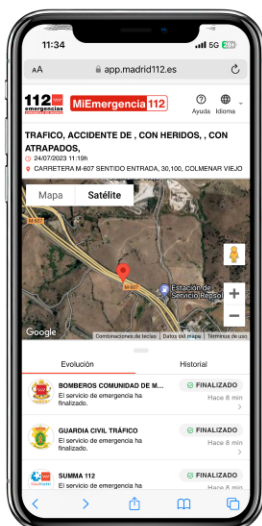 11:34
5G
AA
app.madrid112.es
112
emergencias
MiEmergencia 112
Ayuda
Idioma
TRAFICO, ACCIDENTE DE , CON HERIDOS, , CON
ATRAPADOS,
24/07/2023 11:19h
CARRETERA M-607 SENTIDO ENTRADA, 30,100, COLMENAR VIEJO
Mapa
Satélite
M-607
M-607
Estación de
Servicio Repsol
Google
Combinaciones de teclas
Datos del mapa
Términos de uso
Evolución
Historial
BOMBEROS COMUNIDAD DE M...
FINALIZADO
El servicio de emergencia ha
finalizado.
Hace 8 min
GUARDIA CIVIL TRÁFICO
FINALIZADO
El servicio de emergencia ha
finalizado.
Hace 8 min
SUMMA 112
FINALIZADO
El servicio de emergencia ha
finalizado.
Hace 8 min